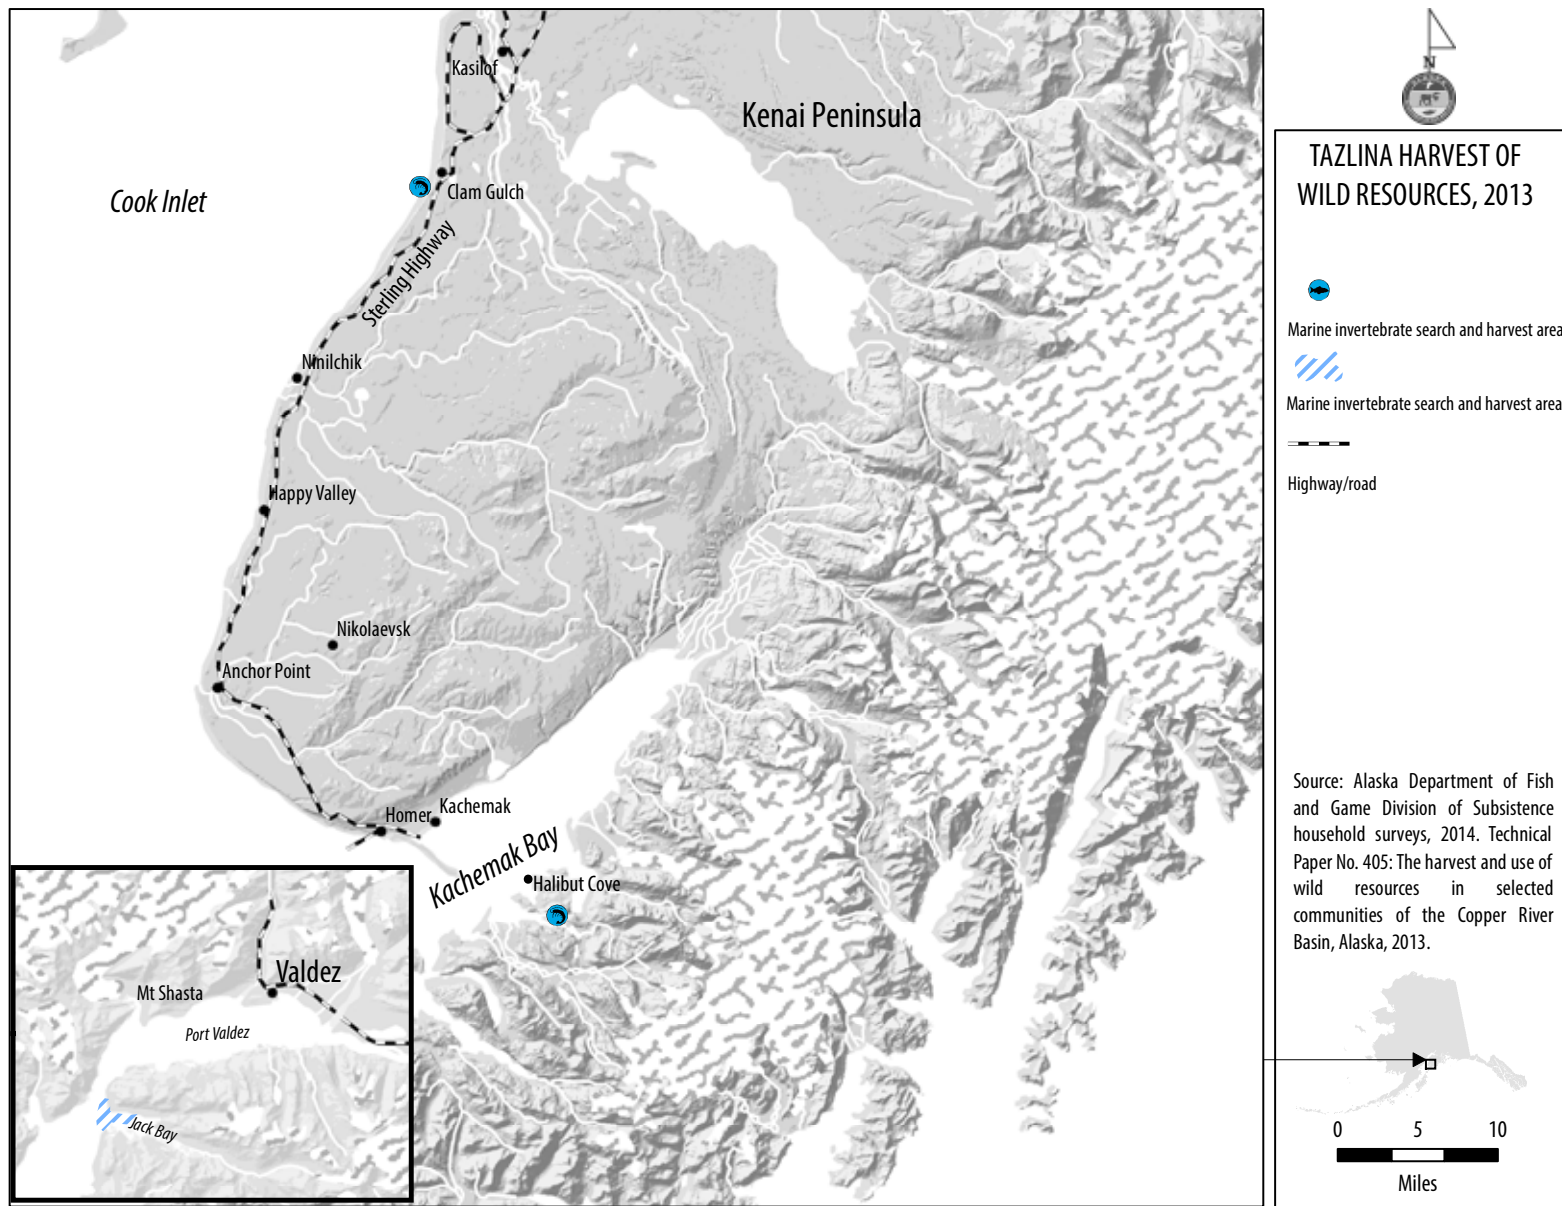 Kasilof
Kenai Peninsula
Cook Inlet
Clam Gulch
Sterling Highway
Ninilchik
Happy Valley
Nikolaevsk
Anchor Point
Homer
Kachemak
Kachemak Bay
Halibut Cove
Valdez
Mt Shasta
Port Valdez
Jack Bay
N
TAZLINA HARVEST OF
WILD RESOURCES, 2013
Marine invertebrate search and harvest area
Marine invertebrate search and harvest area
Highway/road
Source: Alaska Department of Fish
and Game Division of Subsistence
household surveys, 2014. Technical
Paper No. 405: The harvest and use of
wild resources in selected
communities of the Copper River
Basin, Alaska, 2013.
0 5 10
Miles